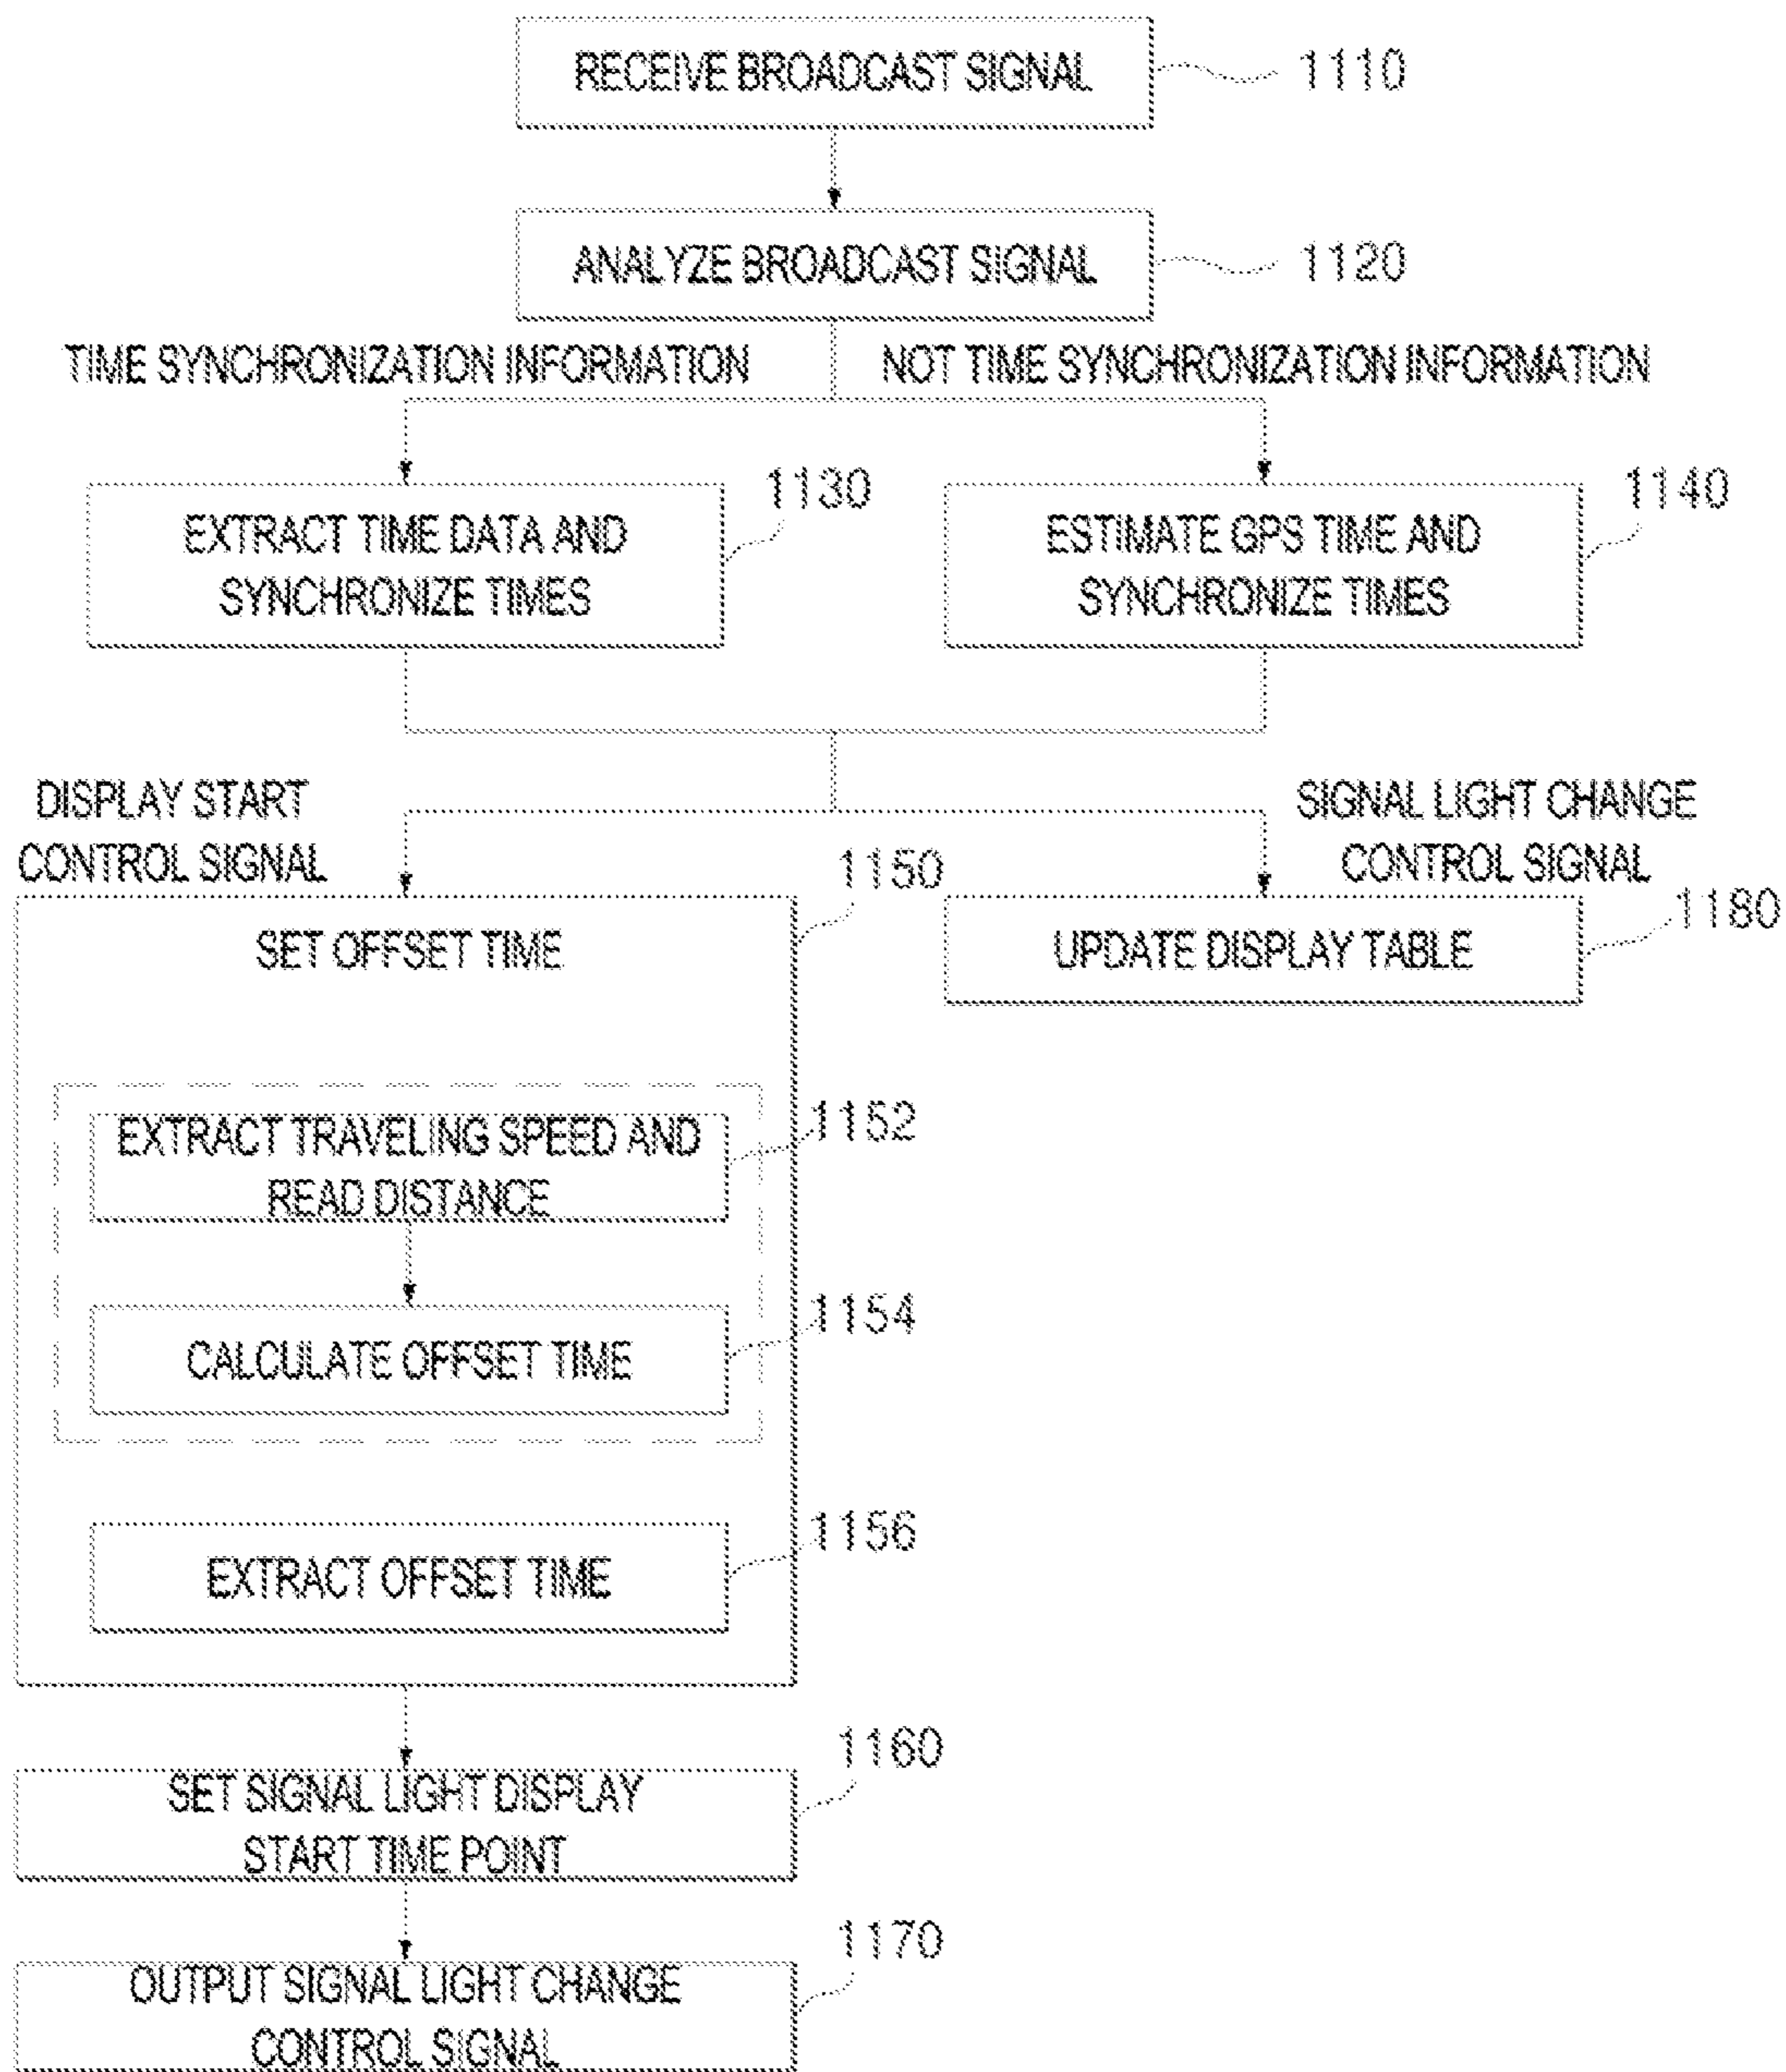 RECEIVE BROADCAST SIGNAL
1110
ANALYZE BROADCAST SIGNAL
1120
TIME SYNCHRONIZATION INFORMATION
NOT TIME SYNCHRONIZATION INFORMATION
1130
EXTRACT TIME DATA AND
SYNCHRONIZE TIMES
1140
ESTIMATE GPS TIME AND
SYNCHRONIZE TIMES
DISPLAY START
CONTROL SIGNAL
SIGNAL LIGHT CHANGE
CONTROL SIGNAL
1150
SET OFFSET TIME
1180
UPDATE DISPLAY TABLE
EXTRACT TRAVELING SPEED AND
READ DISTANCE
1152
CALCULATE OFFSET TIME
1154
EXTRACT OFFSET TIME
1156
1160
SET SIGNAL LIGHT DISPLAY
START TIME POINT
1170
OUTPUT SIGNAL LIGHT CHANGE
CONTROL SIGNAL